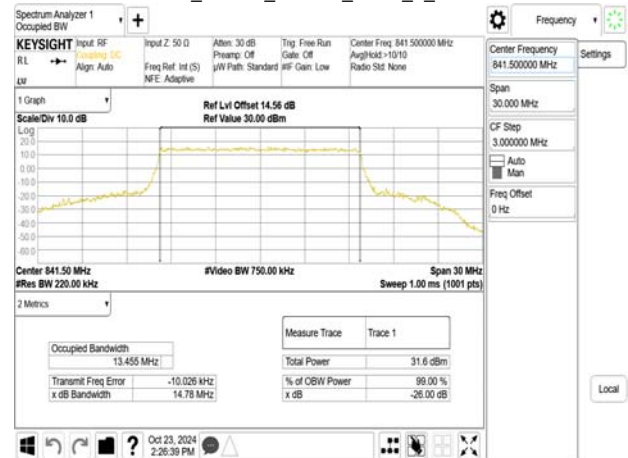 Spectrum Analyzer 1
Occupied BW
Frequency
KEYSIGHT Input: RF Input Z: 50 Ω Atten: 30 dB Trig: Free Run Center Freq: 841.500000 MHz
RL Coupling: DC Preamp: Off Gate: Off Avg|Hold:>10/10
Align: Auto Freq Ref: Int (S) µW Path: Standard #IF Gain: Low Radio Std: None
NFE: Adaptive
Center Frequency
841.500000 MHz
Settings
Span
30.000 MHz
CF Step
3.000000 MHz
Auto
Man
Freq Offset
0 Hz
1 Graph
Ref Lvl Offset 14.56 dB
Scale/Div 10.0 dB Ref Value 30.00 dBm
Log
20.0
10.0
0.00
-10.0
-20.0
-30.0
-40.0
-50.0
-60.0
Center 841.50 MHz #Video BW 750.00 kHz Span 30 MHz
#Res BW 220.00 kHz Sweep 1.00 ms (1001 pts)
2 Metrics
Measure Trace Trace 1
Occupied Bandwidth
13.455 MHz Total Power 31.6 dBm
Transmit Freq Error -10.026 kHz % of OBW Power 99.00 %
x dB Bandwidth 14.78 MHz x dB -26.00 dB
Local
? Oct 23, 2024
2:26:39 PM